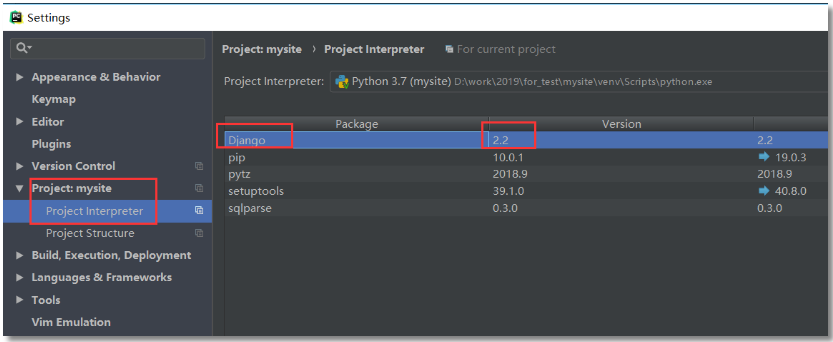 PC
Settings
Project: mysite › Project Interpreter For current project
Project Interpreter: Python 3.7 (mysite) D:\work\2019\for_test\mysite\venv\Scripts\python.exe
Appearance & Behavior
Keymap
Editor
Plugins
Version Control
Project: mysite
Project Interpreter
Project Structure
Build, Execution, Deployment
Languages & Frameworks
Tools
Vim Emulation
Package Version
Django 2.2 2.2
pip 10.0.1 19.0.3
pytz 2018.9 2018.9
setuptools 39.1.0 40.8.0
sqlparse 0.3.0 0.3.0